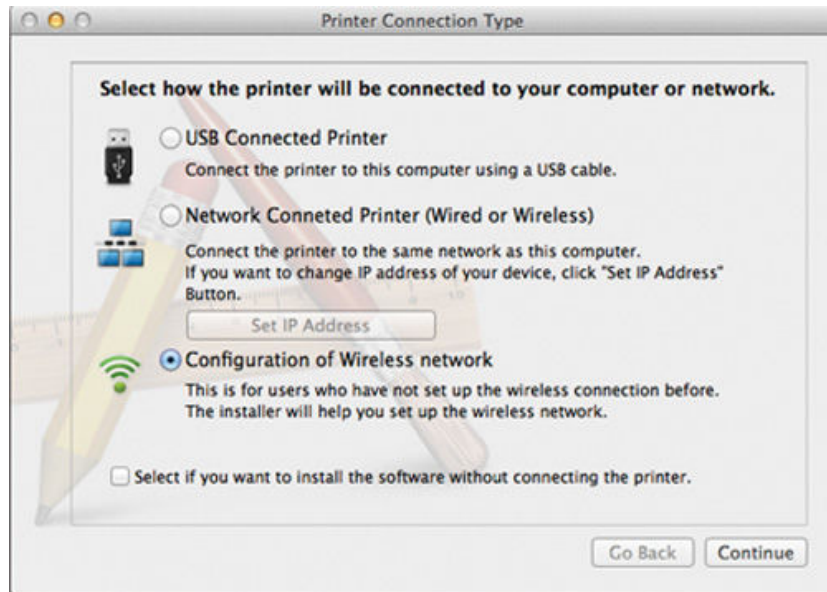 Printer Connection Type
Select how the printer will be connected to your computer or network.
USB Connected Printer
Connect the printer to this computer using a USB cable.
Network Conneted Printer (Wired or Wireless)
Connect the printer to the same network as this computer.
If you want to change IP address of your device, click "Set IP Address"
Button.
Set IP Address
Configuration of Wireless network
This is for users who have not set up the wireless connection before.
The installer will help you set up the wireless network.
Select if you want to install the software without connecting the printer.
Go Back
Continue